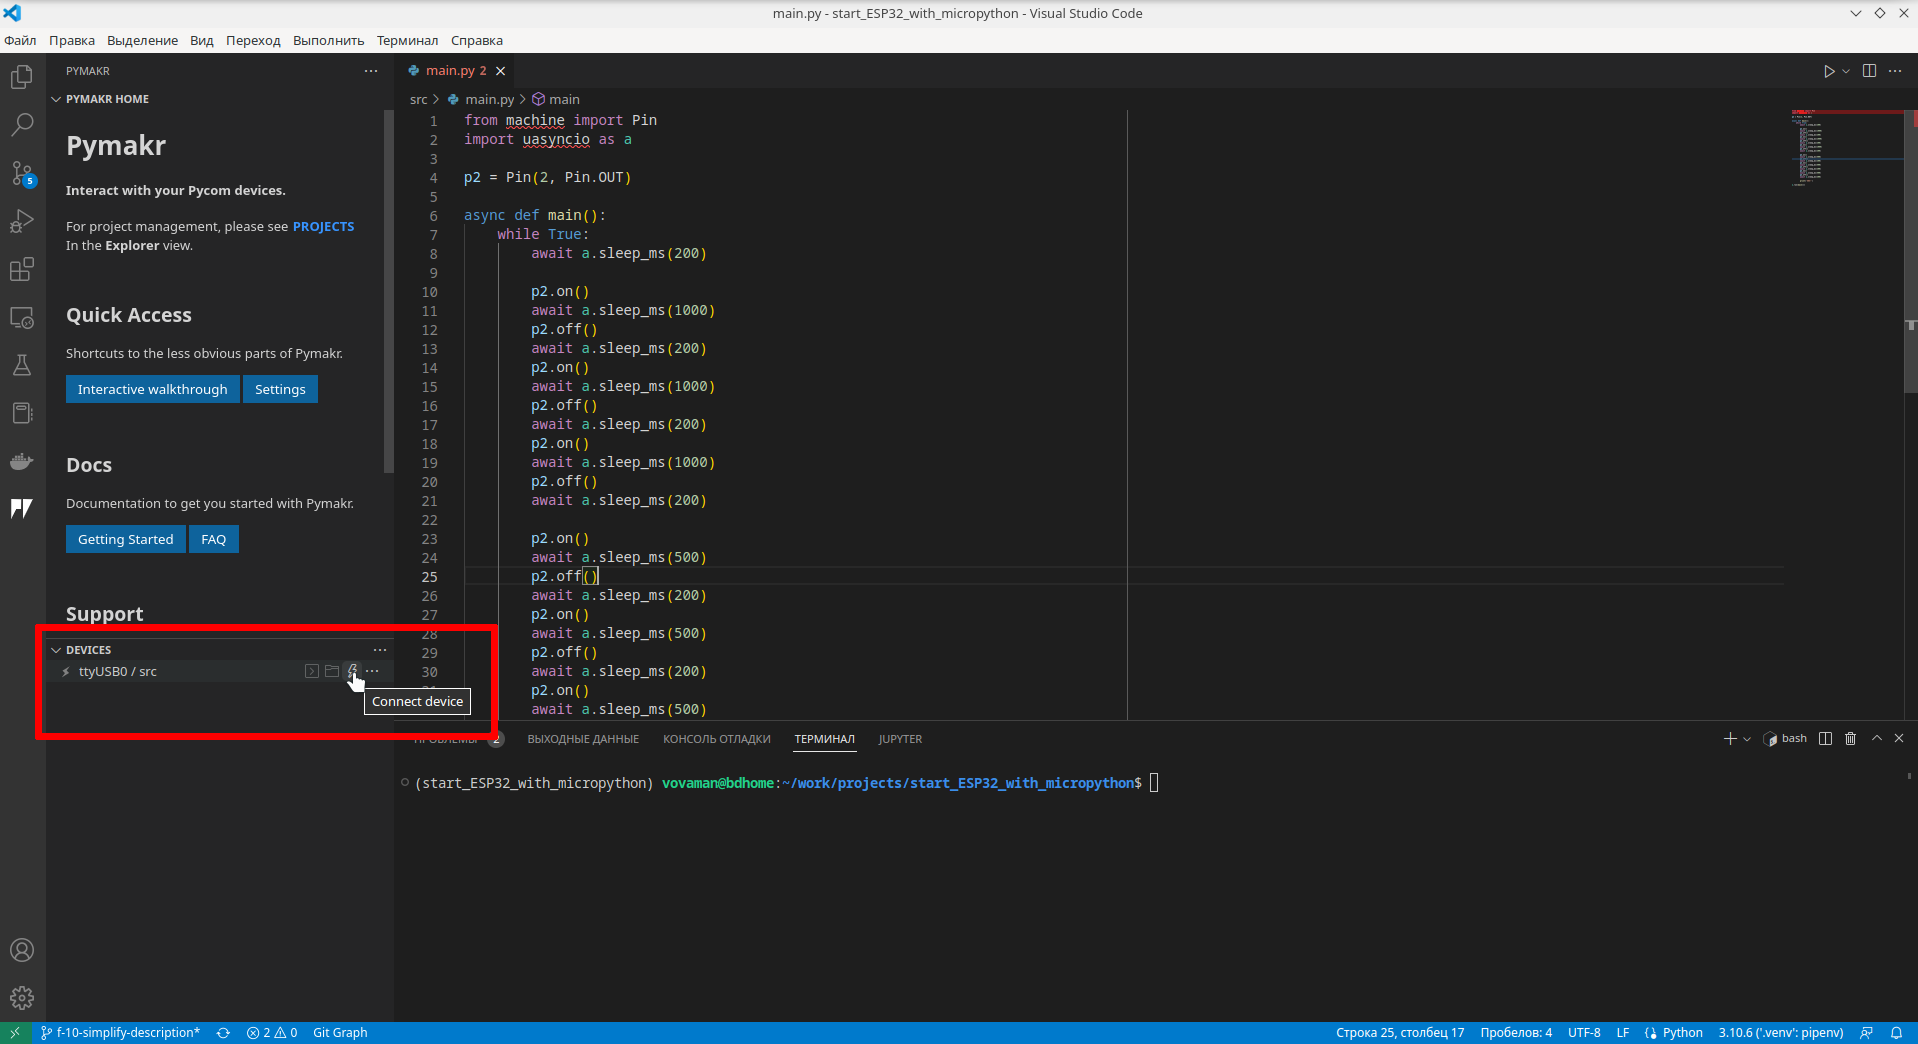 main.py - start_ESP32_with_micropython - Visual Studio Code
Файл Правка Выделение Вид Переход Выполнить Терминал Справка
PYMAKR
PYMAKR HOME
Pymakr
Interact with your Pycom devices.
For project management, please see PROJECTS
In the Explorer view.
Quick Access
Shortcuts to the less obvious parts of Pymakr.
Interactive walkthrough Settings
Docs
Documentation to get you started with Pymakr.
Getting Started FAQ
Support
DEVICES
ttyUSB0 / src
Connect device
5
main.py 2
src > main.py > main
1 from machine import Pin
2 import uasyncio as a
3
4 p2 = Pin(2, Pin.OUT)
5
6 async def main():
7 while True:
8 await a.sleep_ms(200)
9
10 p2.on()
11 await a.sleep_ms(1000)
12 p2.off()
13 await a.sleep_ms(200)
14 p2.on()
15 await a.sleep_ms(1000)
16 p2.off()
17 await a.sleep_ms(200)
18 p2.on()
19 await a.sleep_ms(1000)
20 p2.off()
21 await a.sleep_ms(200)
22
23 p2.on()
24 await a.sleep_ms(500)
25 p2.off()
26 await a.sleep_ms(200)
27 p2.on()
28 await a.sleep_ms(500)
29 p2.off()
30 await a.sleep_ms(200)
p2.on()
await a.sleep_ms(500)
ПРОБЛЕМЫ 2 ВЫХОДНЫЕ ДАННЫЕ КОНСОЛЬ ОТЛАДКИ ТЕРМИНАЛ JUPYTER
bash
(start_ESP32_with_micropython) vovaman@bdhome:~/work/projects/start_ESP32_with_micropython$
f-10-simplify-description* 2 0 Git Graph
Строка 25, столбец 17 Пробелов: 4 UTF-8 LF Python 3.10.6 ('.venv': pipenv)